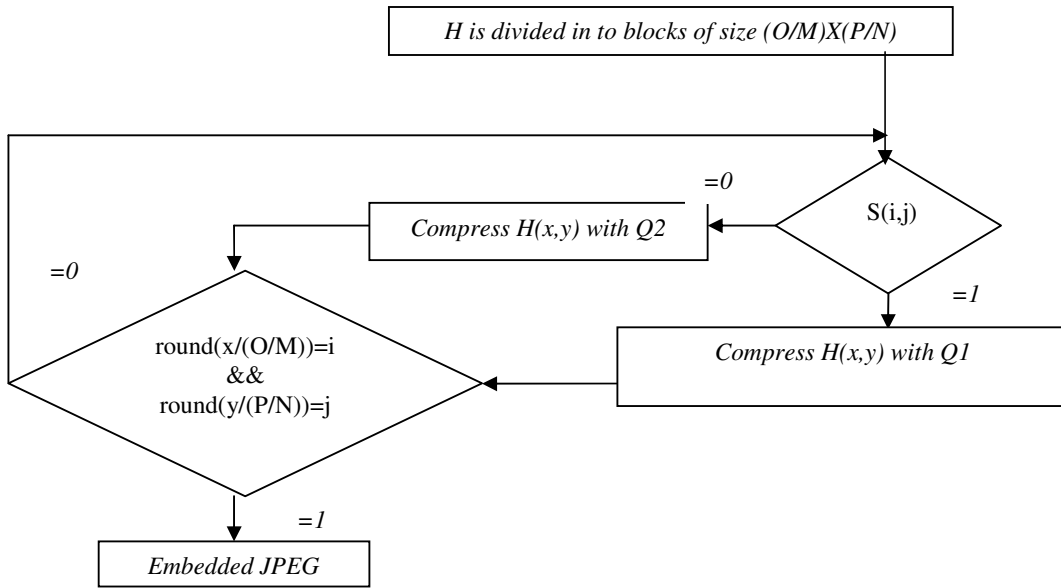 H is divided in to blocks of size (O/M)X(P/N)
=0
S(i,j)
Compress H(x,y) with Q2
=0
=1
round(x/(O/M))=i
&&
round(y/(P/N))=j
Compress H(x,y) with Q1
=1
Embedded JPEG